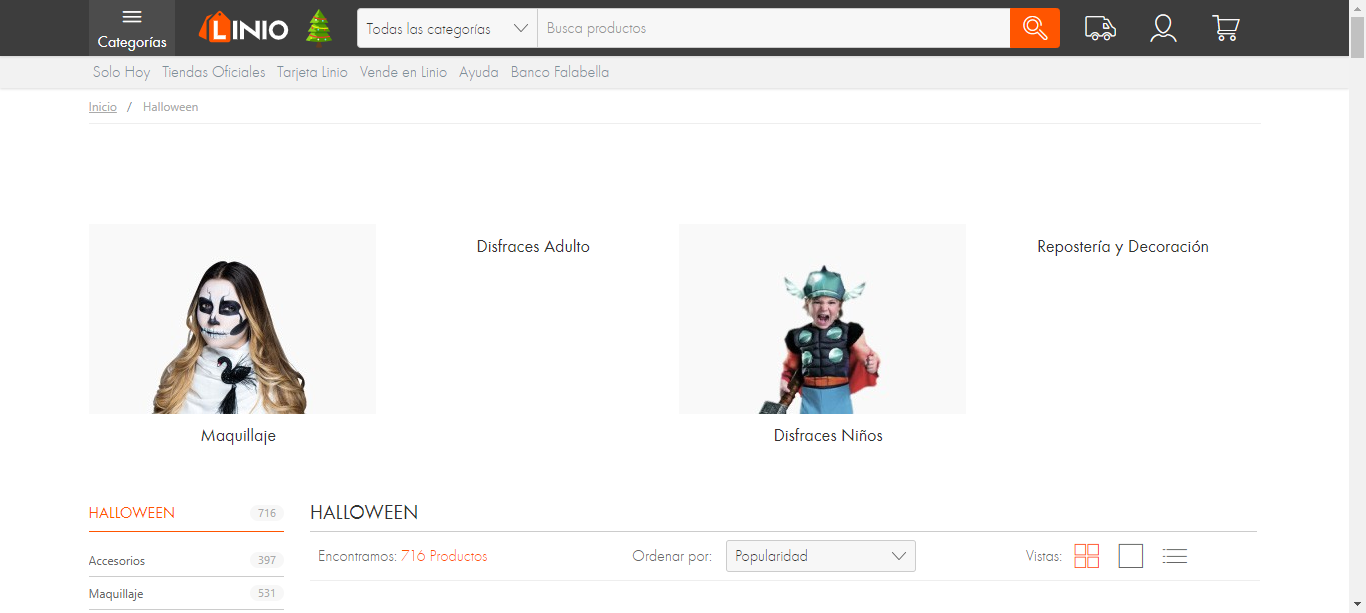 Categorías
LINIO
Todas las categorías
Busca productos
Solo Hoy Tiendas Oficiales Tarjeta Linio Vende en Linio Ayuda Banco Falabella
Inicio / Halloween
Disfraces Adulto
Repostería y Decoración
Maquillaje
Disfraces Niños
HALLOWEEN 716
Accesorios 397
Maquillaje 531
HALLOWEEN
Encontramos: 716 Productos
Ordenar por: Popularidad
Vistas: